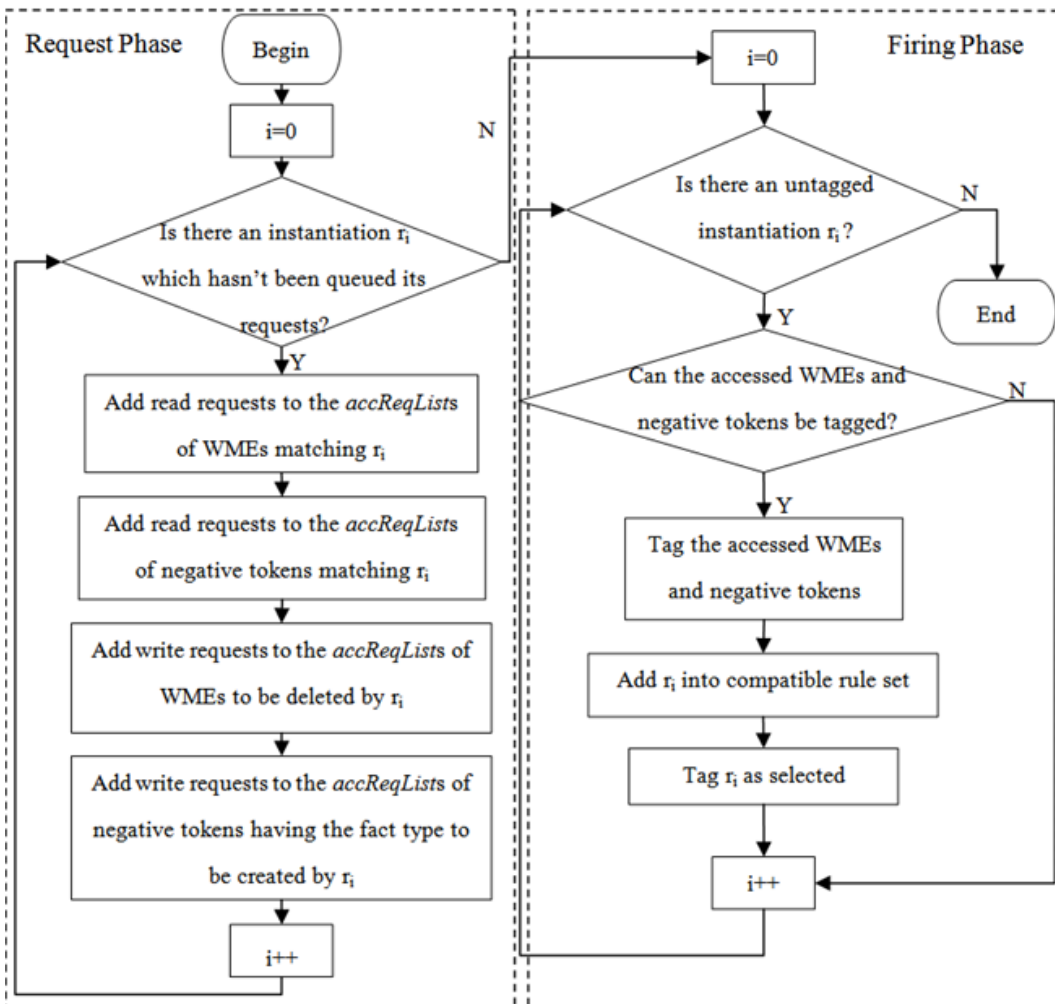 Request Phase
Begin
i=0
N
Is there an instantiation ri
which hasn't been queued its
requests?
Y
Add read requests to the accReqLists
of WMEs matching ri
Add read requests to the accReqLists
of negative tokens matching ri
Add write requests to the accReqLists of
WMEs to be deleted by ri
Add write requests to the accReqLists of
negative tokens having the fact type to
be created by ri
i++
Firing Phase
i=0
Is there an untagged
instantiation ri?
N
End
Y
Can the accessed WMEs and
negative tokens be tagged?
N
Y
Tag the accessed WMEs
and negative tokens
Add ri into compatible rule set
Tag ri as selected
i++